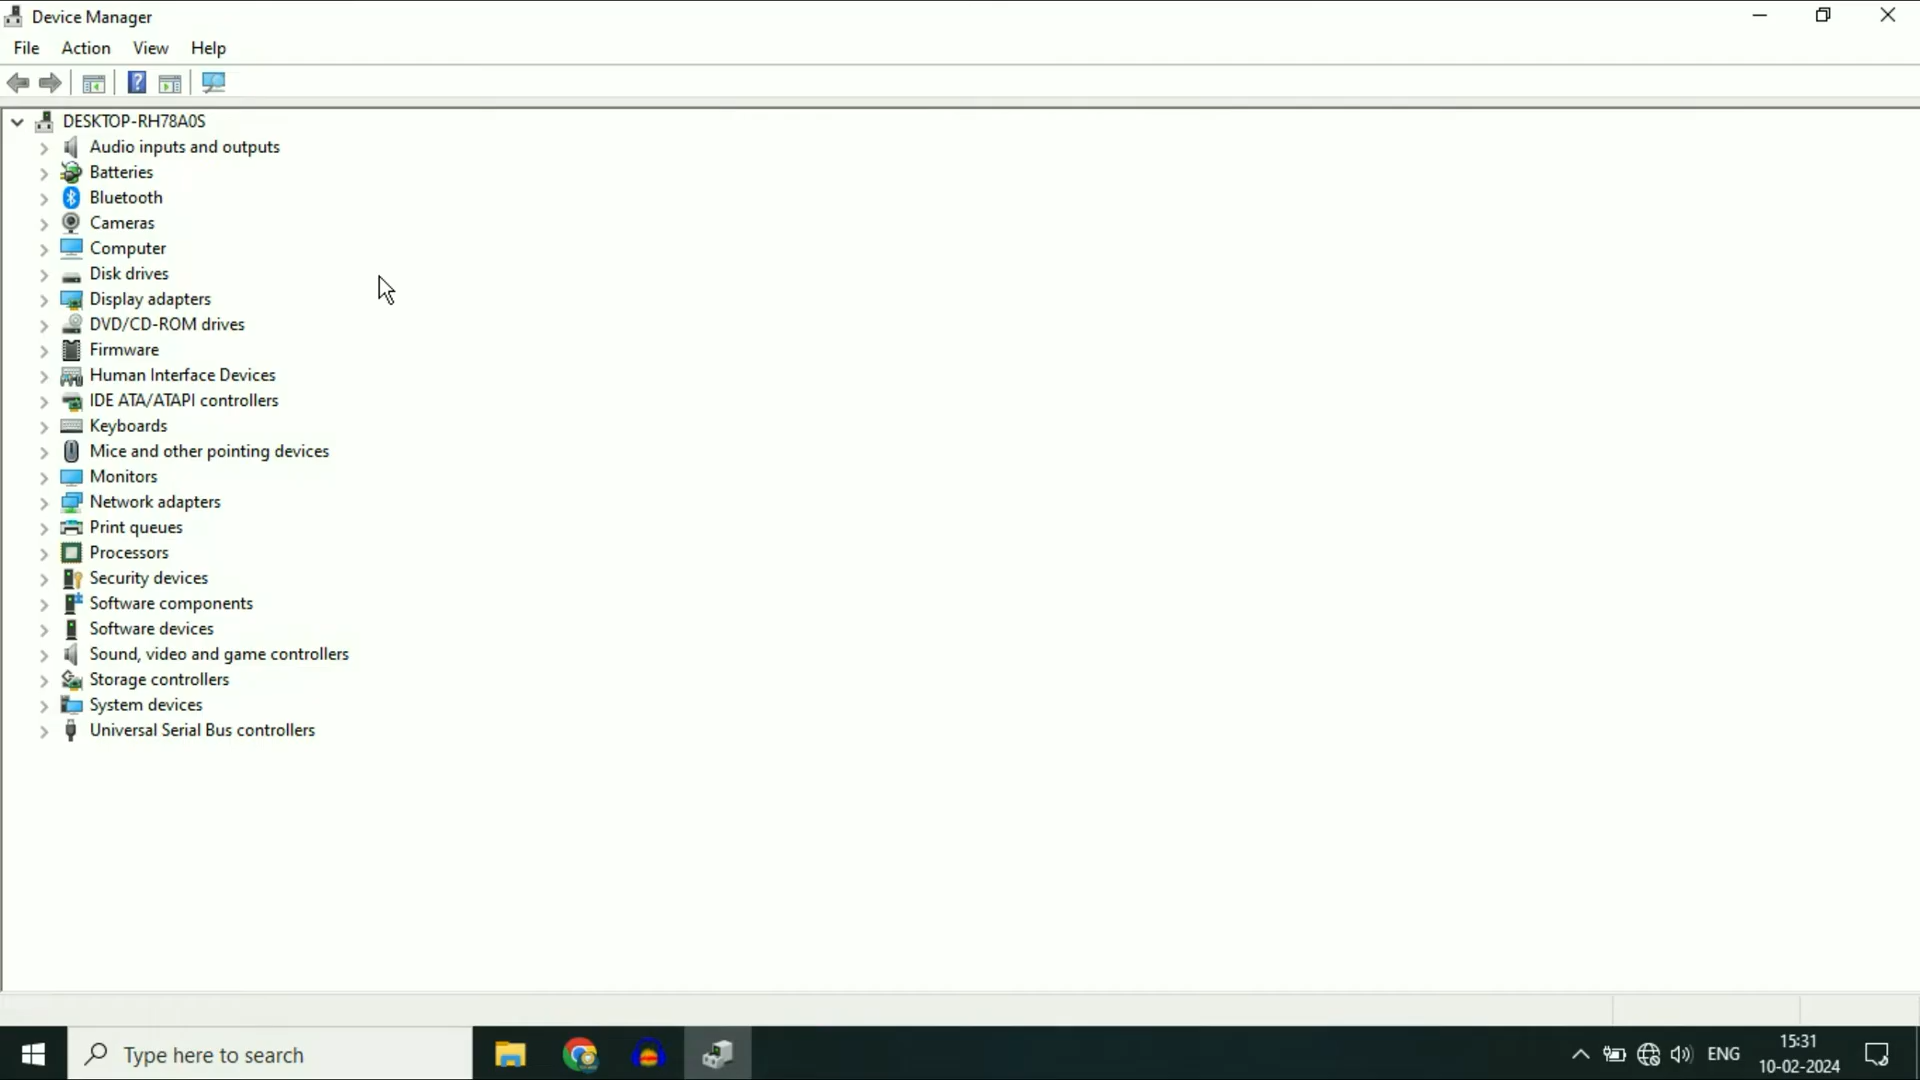 Device Manager
File Action View Help
DESKTOP-RH78A0S
Audio inputs and outputs
Batteries
Bluetooth
Cameras
Computer
Disk drives
Display adapters
DVD/CD-ROM drives
Firmware
Human Interface Devices
IDE ATA/ATAPI controllers
Keyboards
Mice and other pointing devices
Monitors
Network adapters
Print queues
Processors
Security devices
Software components
Software devices
Sound, video and game controllers
Storage controllers
System devices
Universal Serial Bus controllers
Type here to search
ENG
15:31
10-02-2024